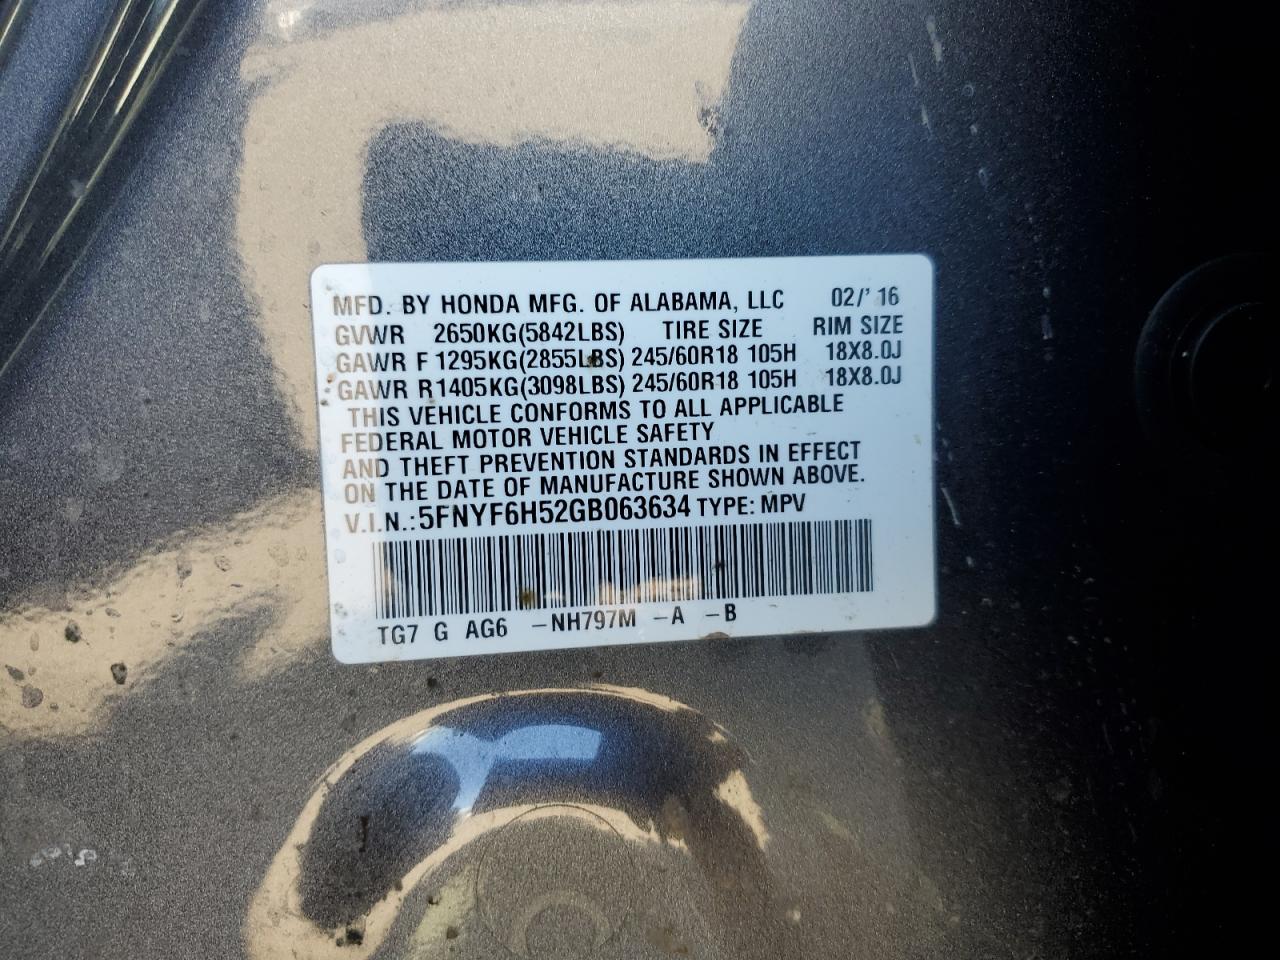 MFD. BY HONDA MFG. OF ALABAMA, LLC 02/'16
GVWR 2650KG(5842LBS) TIRE SIZE RIM SIZE
GAWR F 1295KG(2855LBS) 245/60R18 105H 18X8.0J
GAWR R1405KG(3098LBS) 245/60R18 105H 18X8.0J
THIS VEHICLE CONFORMS TO ALL APPLICABLE
FEDERAL MOTOR VEHICLE SAFETY
AND THEFT PREVENTION STANDARDS IN EFFECT
ON THE DATE OF MANUFACTURE SHOWN ABOVE.
V.I.N.: 5FNYF6H52GB063634 TYPE: MPV
TG7 G AG6 -NH797M -A -B